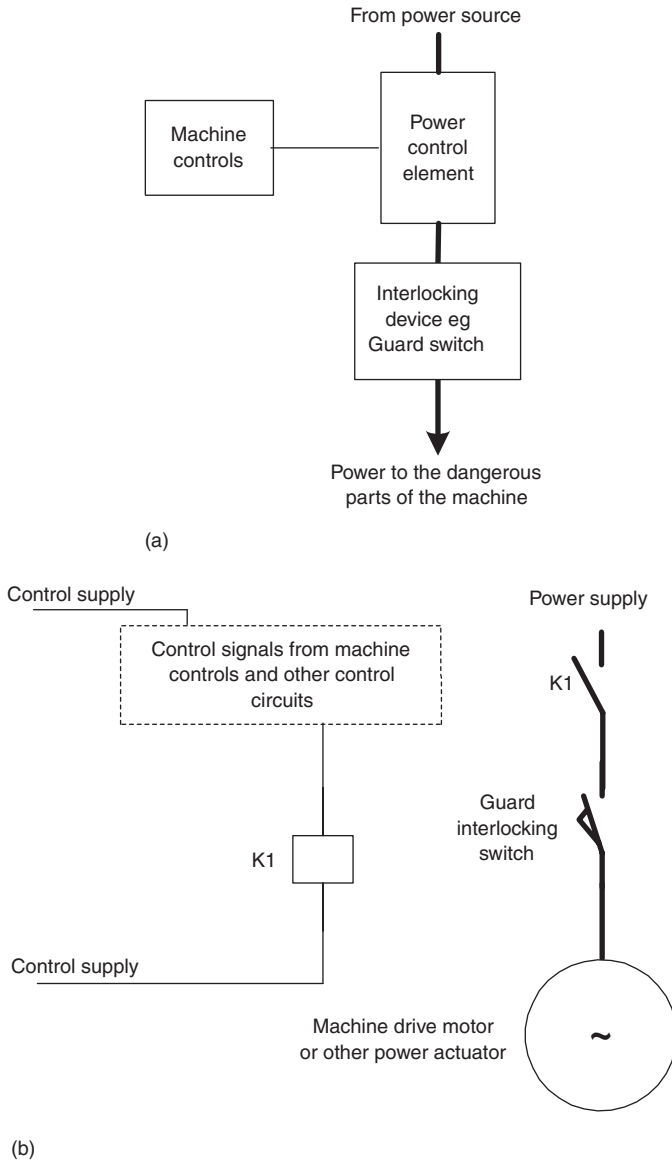 From power source
Machine
controls
Power
control
element
Interlocking
device eg
Guard switch
Power to the dangerous
parts of the machine
(a)
Control supply
Power supply
Control signals from machine
controls and other control
circuits
K1
Guard
interlocking
switch
K1
Control supply
Machine drive motor
or other power actuator
~
(b)